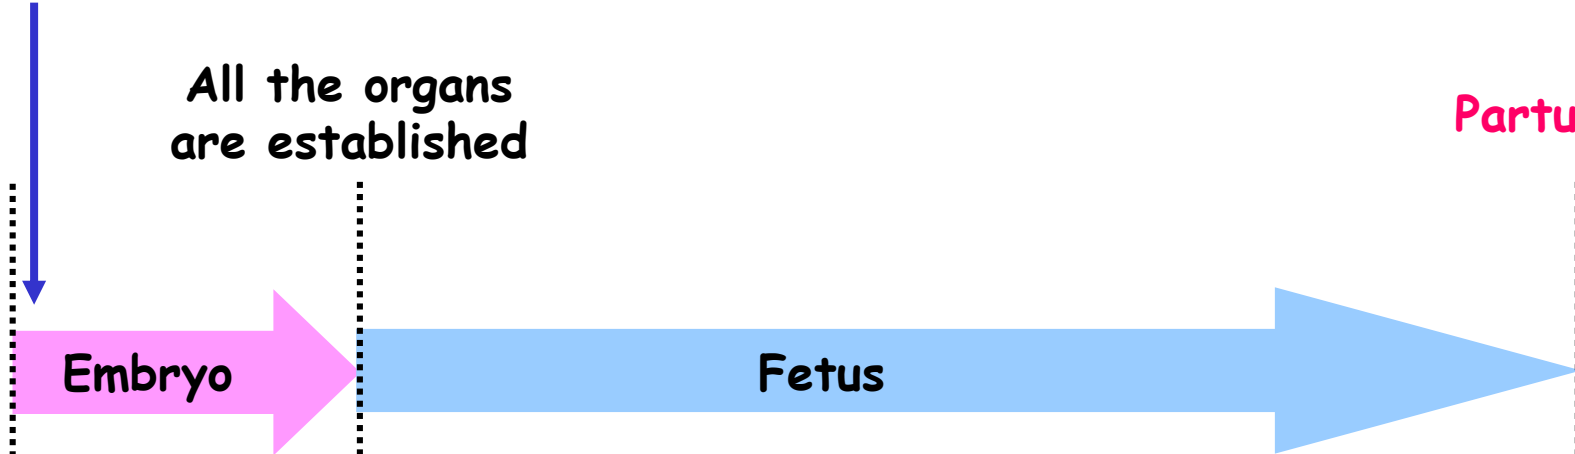 All the organs
are established
Partu
Embryo
Fetus